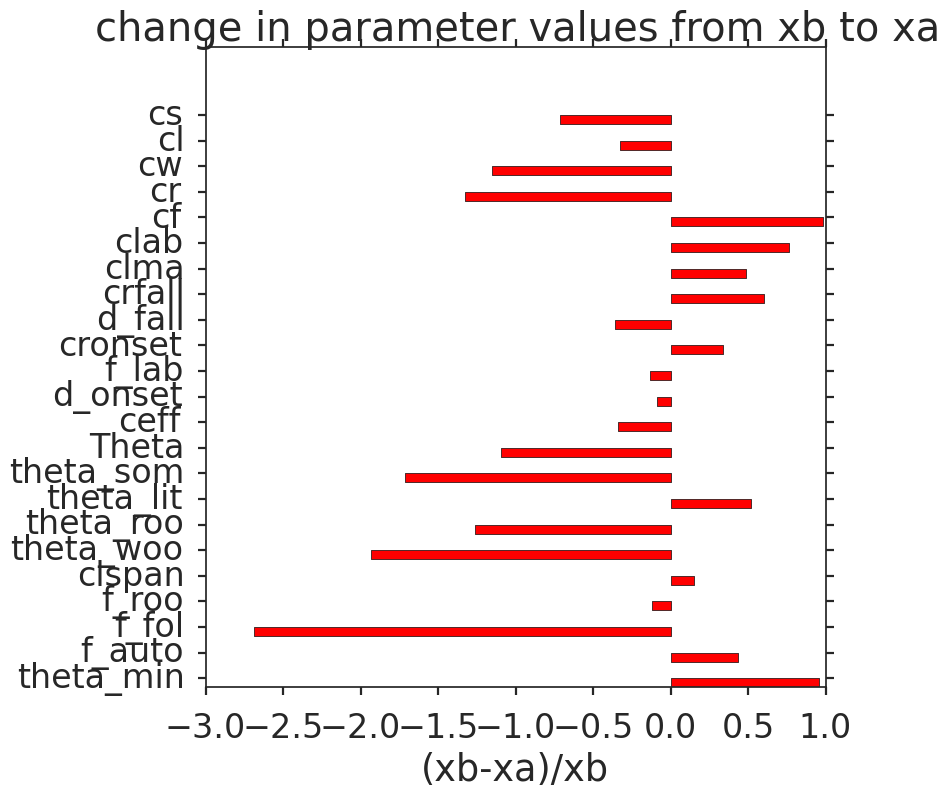 change in parameter values from xb to xa
cs
cl
cw
cr
cf
clab
clma
crfall
d_fall
cronset
f_lab
d_onset
ceff
Theta
theta_som
theta_lit
theta_roo
theta_woo
clspan
f_roo
f_fol
f_auto
theta_min
−3.0 −2.5 −2.0 −1.5 −1.0 −0.5 0.0 0.5 1.0
(xb-xa)/xb